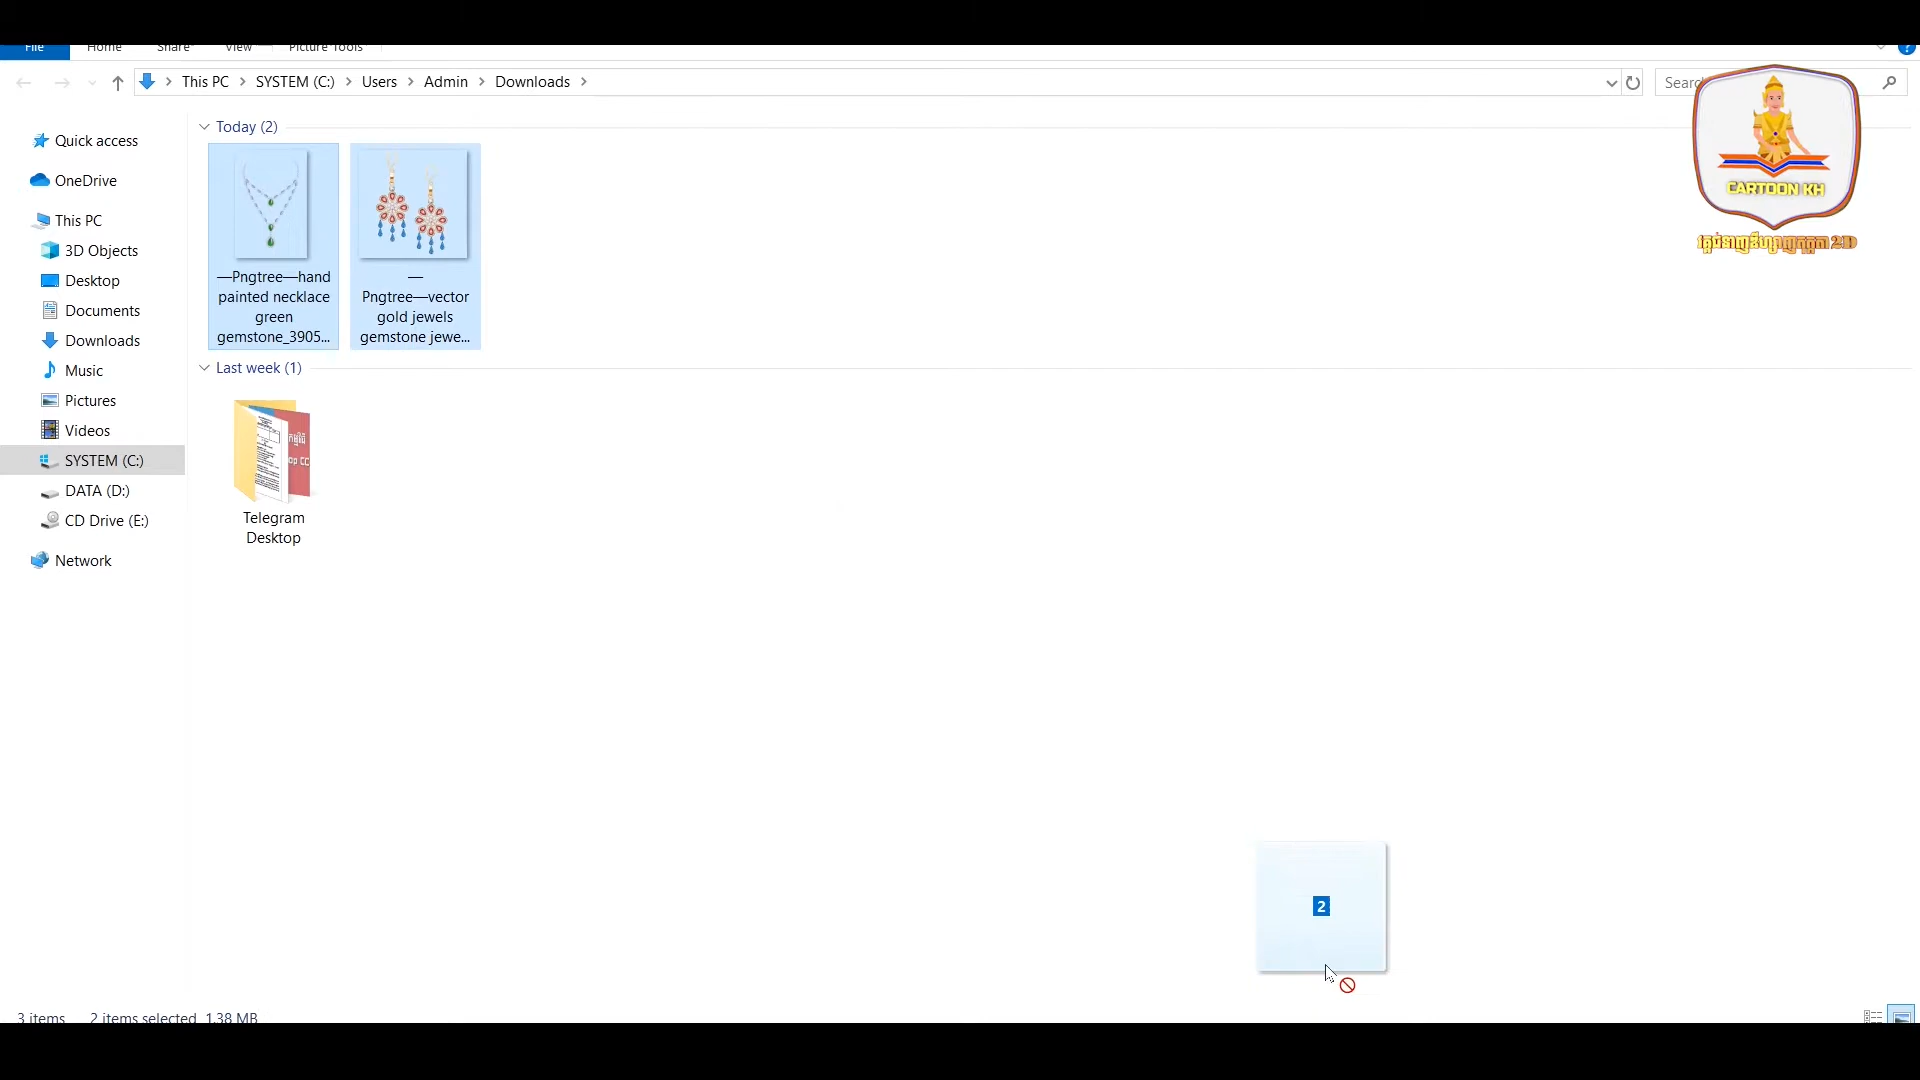 File Home Share View Picture Tools
This PC > SYSTEM (C:) > Users > Admin > Downloads >
Quick access
OneDrive
This PC
3D Objects
Desktop
Documents
Downloads
Music
Pictures
Videos
SYSTEM (C:)
DATA (D:)
CD Drive (E:)
Network
Today (2)
—Pngtree—hand
painted necklace
green
gemstone_3905...
—
Pngtree—vector
gold jewels
gemstone jewe...
Last week (1)
Telegram
Desktop
CARTOON KH
2
3 items 2 items selected 1.38 MB